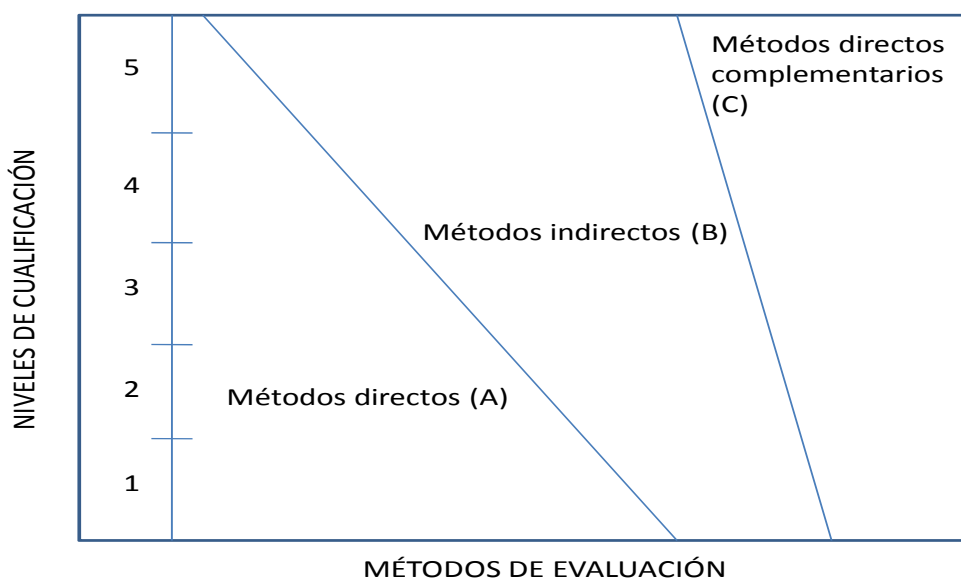 Métodos directos
complementarios
(C)
5
4
Métodos indirectos (B)
3
2
Métodos directos (A)
1
NIVELES DE CUALIFICACIÓN
MÉTODOS DE EVALUACIÓN